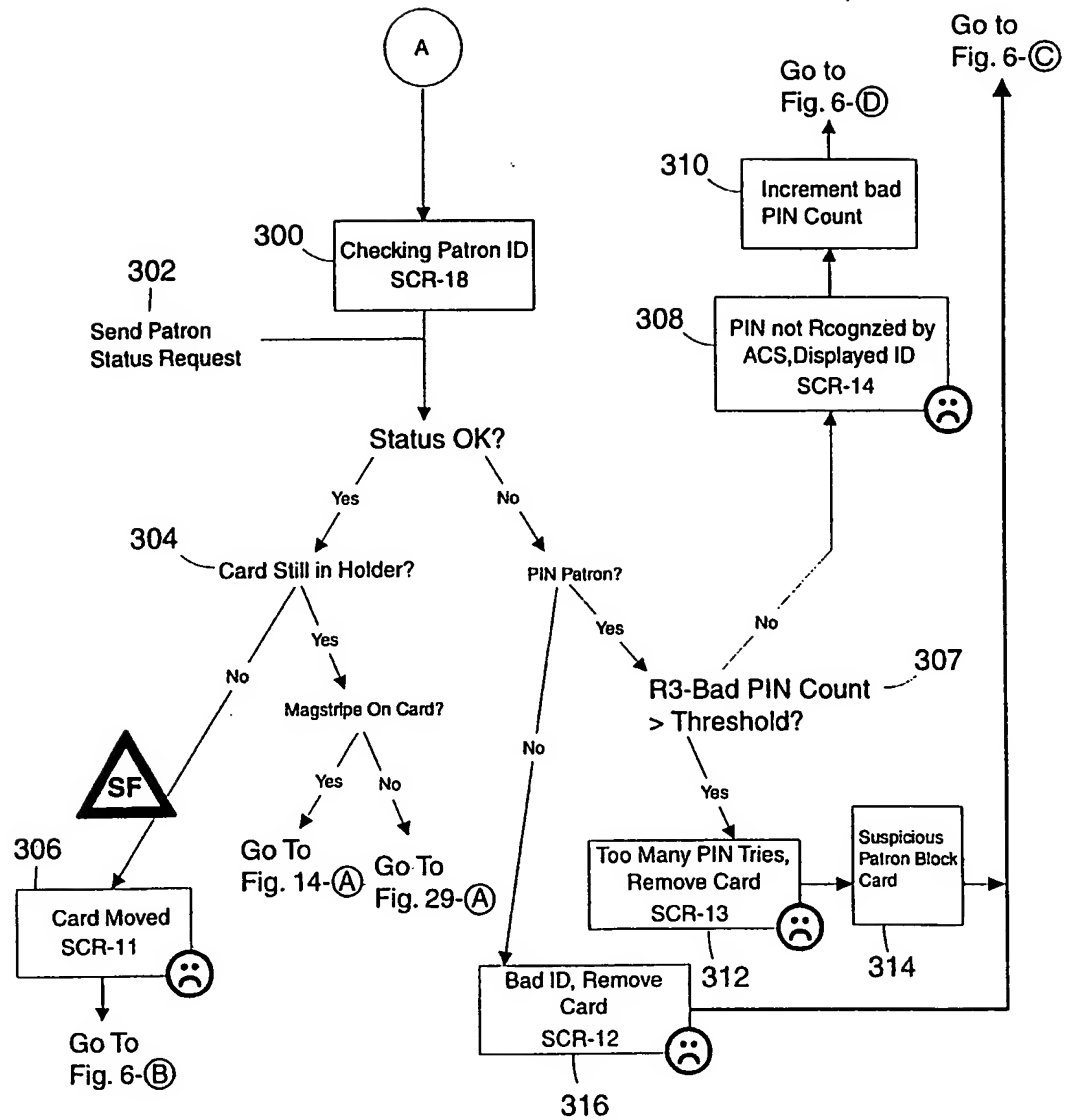 A
Go to
Fig. 6-Ⓒ
Go to
Fig. 6-Ⓓ
310
Increment bad
PIN Count
300
Checking Patron ID
SCR-18
302
Send Patron
Status Request
308
PIN not Rcognzed by
ACS,Displayed ID
SCR-14
Status OK?
Yes
No
304
Card Still in Holder?
PIN Patron?
Yes
No
Yes
No
307
R3-Bad PIN Count
> Threshold?
Magstripe On Card?
No
Yes
No
Yes
SF
Go To
Fig. 14-Ⓐ
Go To
Fig. 29-Ⓐ
306
Card Moved
SCR-11
Too Many PIN Tries,
Remove Card
SCR-13
Suspicious
Patron Block
Card
312
314
Bad ID, Remove
Card
SCR-12
Go To
Fig. 6-Ⓑ
316